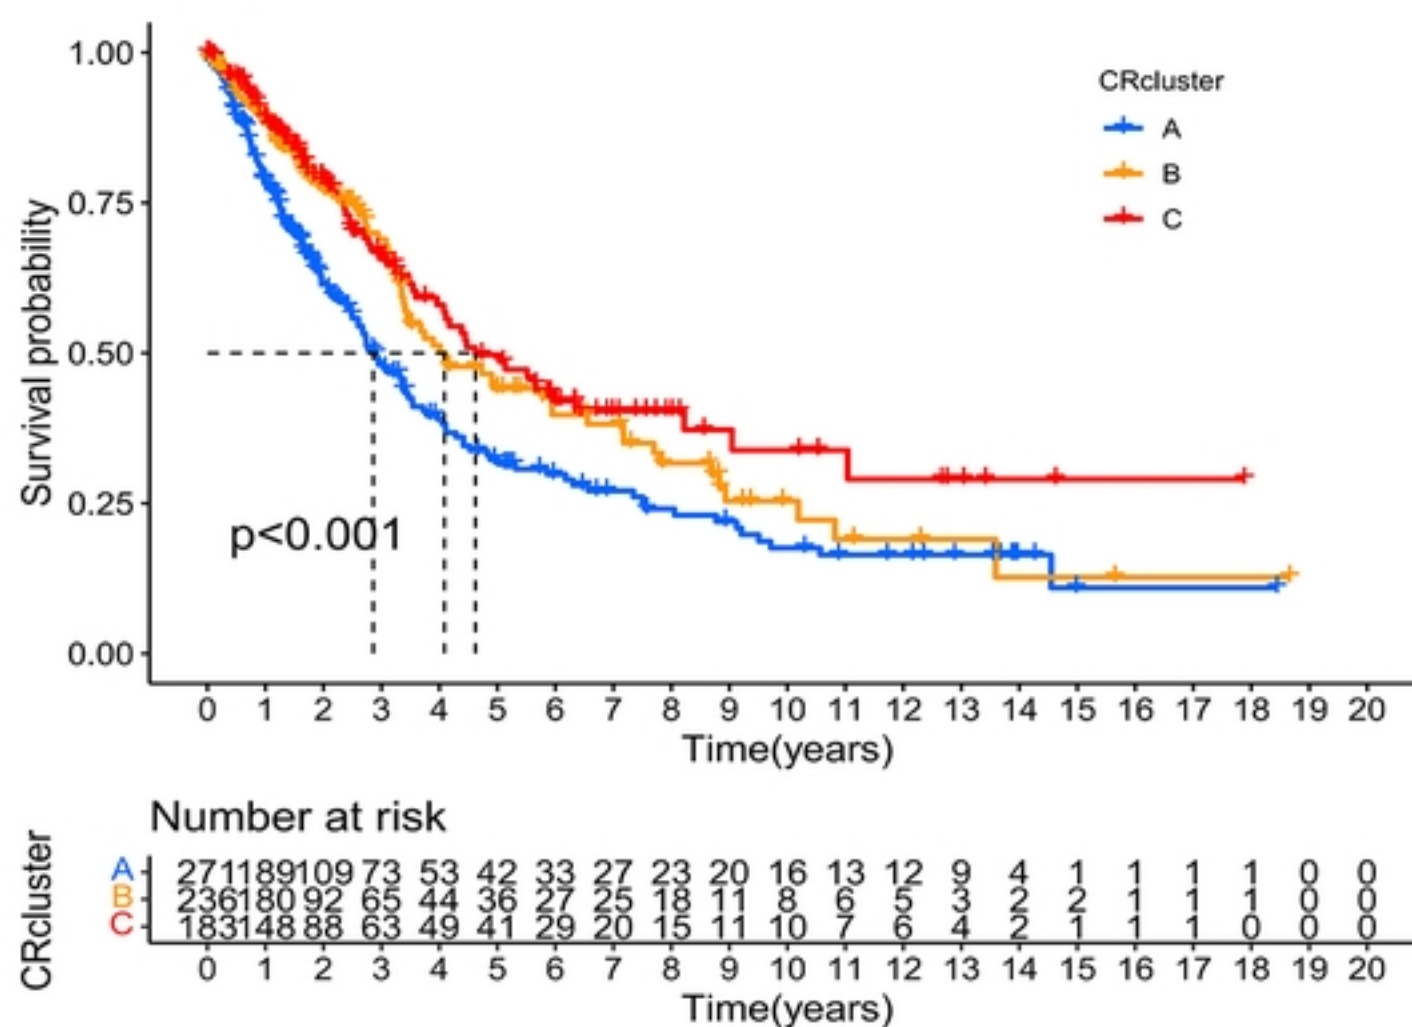 CRcluster
A
B
C
Survival probability
1.00
0.75
0.50
0.25
0.00
p<0.001
0 1 2 3 4 5 6 7 8 9 10 11 12 13 14 15 16 17 18 19 20
Time(years)
Number at risk
CRcluster
A 271 189 109 73 53 42 33 27 23 20 16 13 12 9 4 1 1 1 1 0 0
B 236 180 92 65 44 36 27 25 18 11 8 6 5 3 2 2 1 1 1 0 0
C 183 148 88 63 49 41 29 20 15 11 10 7 6 4 2 1 1 1 0 0 0
0 1 2 3 4 5 6 7 8 9 10 11 12 13 14 15 16 17 18 19 20
Time(years)